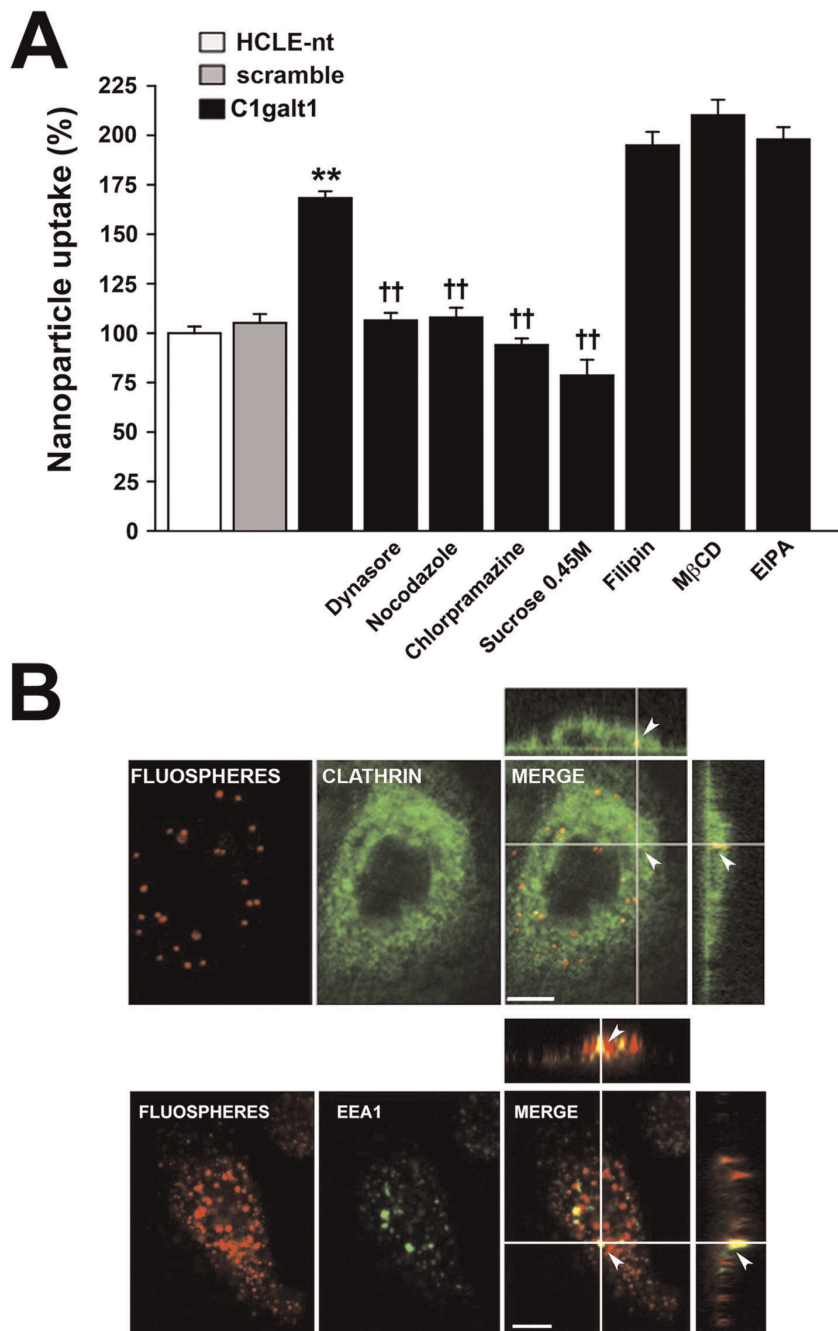 A
HCLE-nt
scramble
C1galt1
Nanoparticle uptake (%)
225
200
175
150
125
100
75
50
25
0
**
††
††
††
††
Dynasore
Nocodazole
Chlorpramazine
Sucrose 0.45M
Filipin
MβCD
EIPA
B
FLUOSPHERES
CLATHRIN
MERGE
FLUOSPHERES
EEA1
MERGE